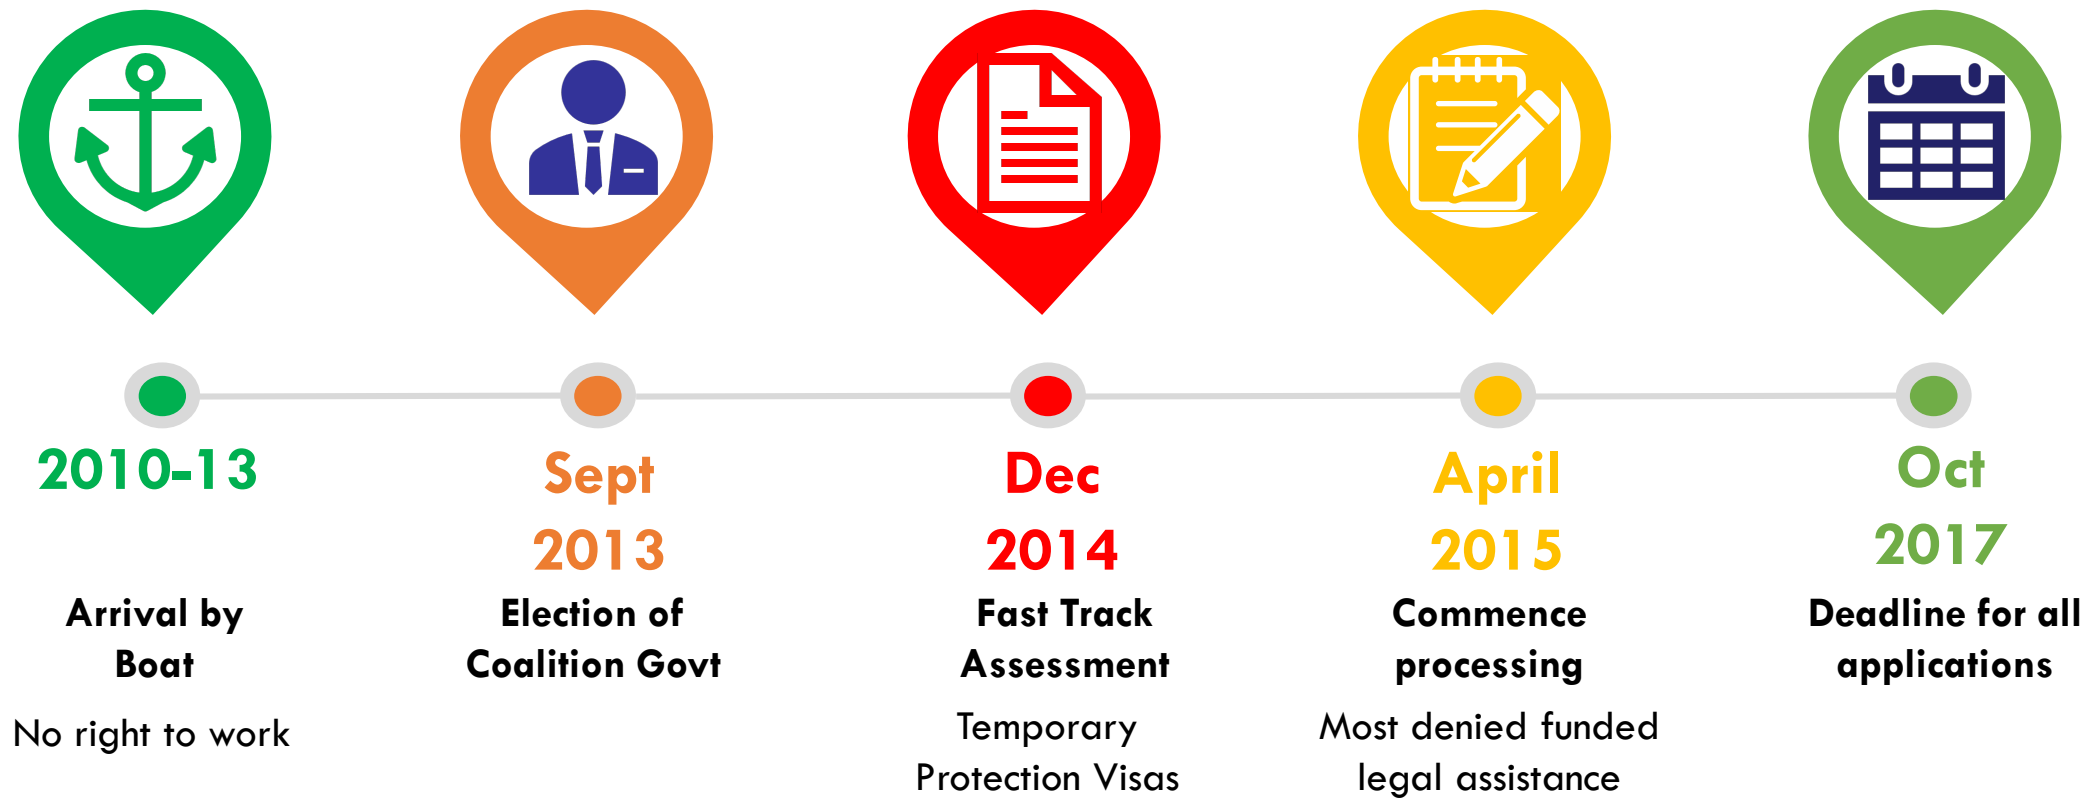 2010-13
Arrival by
Boat
No right to work
Sept
2013
Election of
Coalition Govt
Dec
2014
Fast Track
Assessment
Temporary
Protection Visas
April
2015
Commence
processing
Most denied funded
legal assistance
Oct
2017
Deadline for all
applications